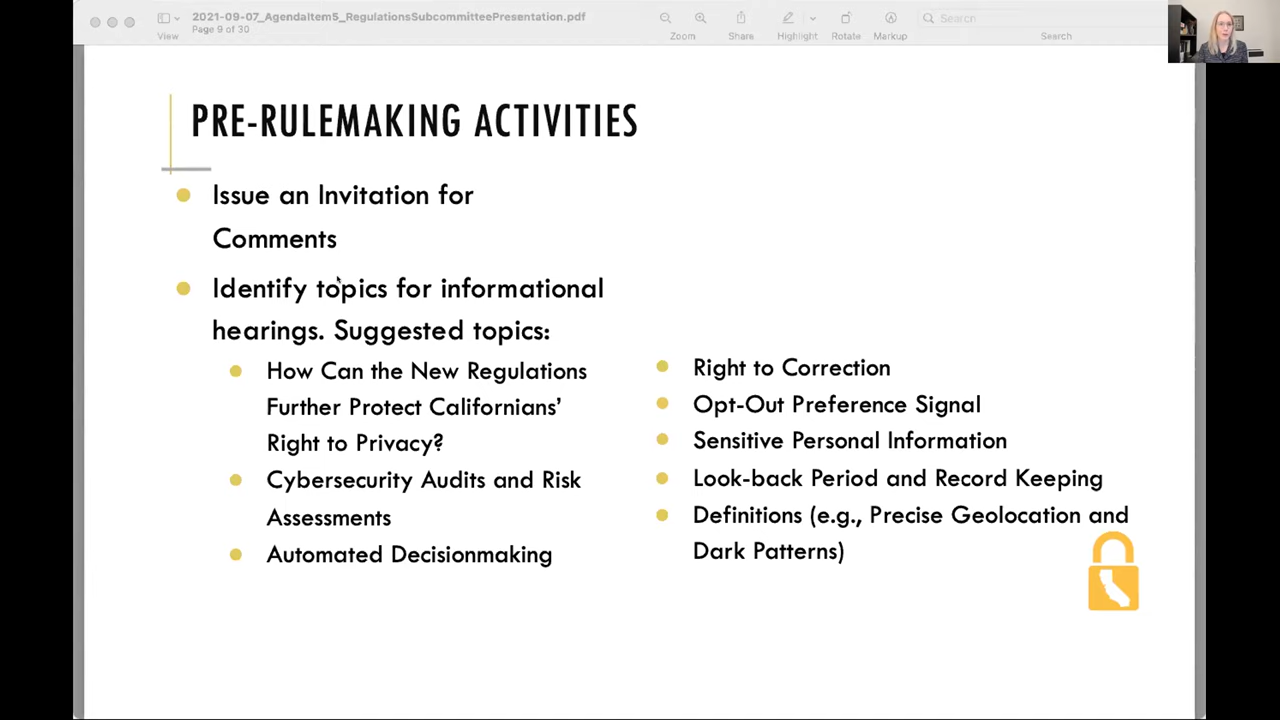 2021-09-07_AgendaItem5_RegulationsSubcommitteePresentation.pdf
Page 9 of 30
View
Zoom
Share
Highlight
Rotate
Markup
Search
Search
PRE-RULEMAKING ACTIVITIES
Issue an Invitation for
Comments
Identify topics for informational
hearings. Suggested topics:
How Can the New Regulations
Further Protect Californians’
Right to Privacy?
Cybersecurity Audits and Risk
Assessments
Automated Decisionmaking
Right to Correction
Opt-Out Preference Signal
Sensitive Personal Information
Look-back Period and Record Keeping
Definitions (e.g., Precise Geolocation and
Dark Patterns)